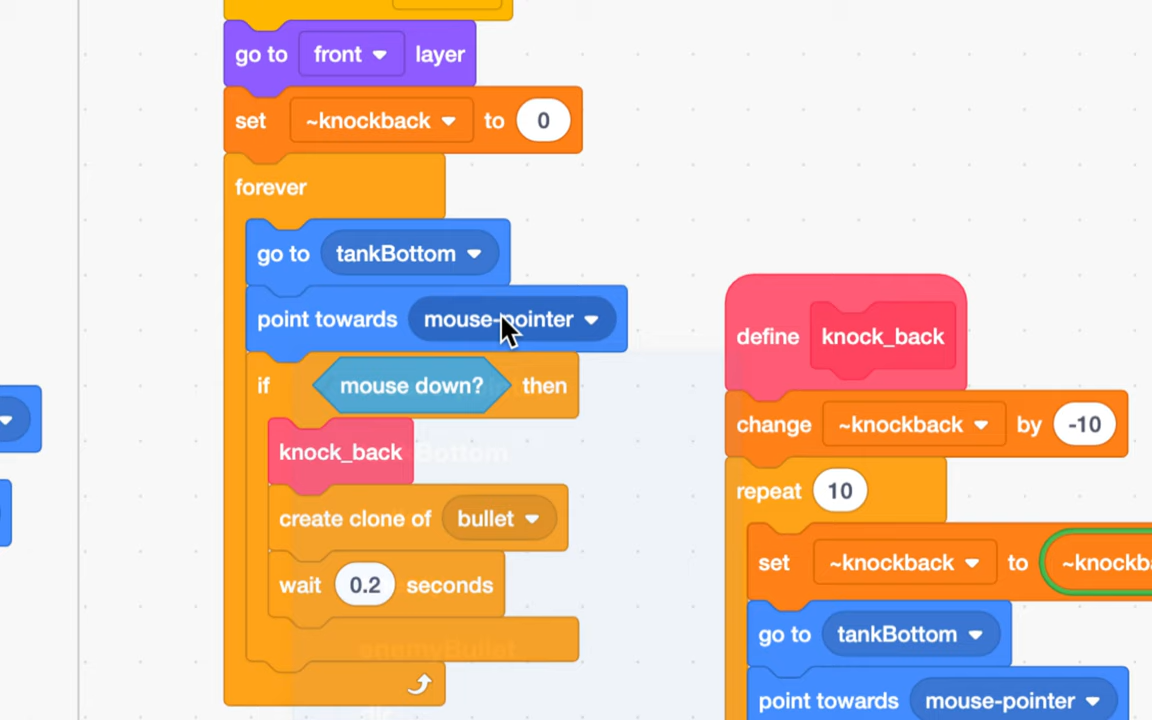 go to front layer
set ~knockback to 0
forever
go to tankBottom
point towards mouse-pointer
if mouse down? then
knock_back
create clone of bullet
wait 0.2 seconds
enemyBullet
define knock_back
change ~knockback by -10
repeat 10
set ~knockback to
go to tankBottom
point towards mouse-pointer